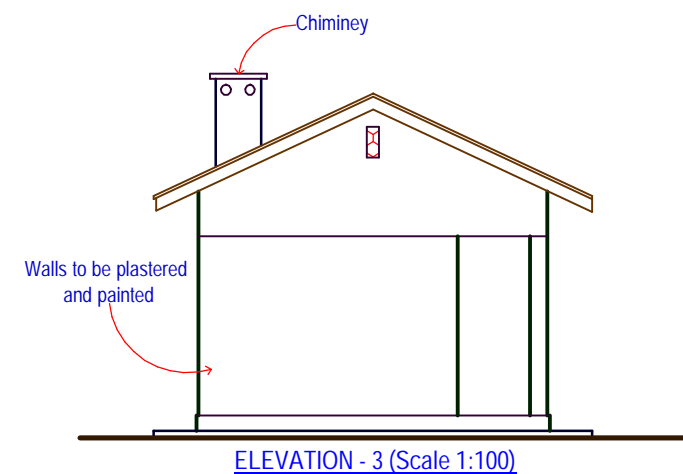 Chiminey
Walls to be plastered
and painted
ELEVATION - 3 (Scale 1:100)